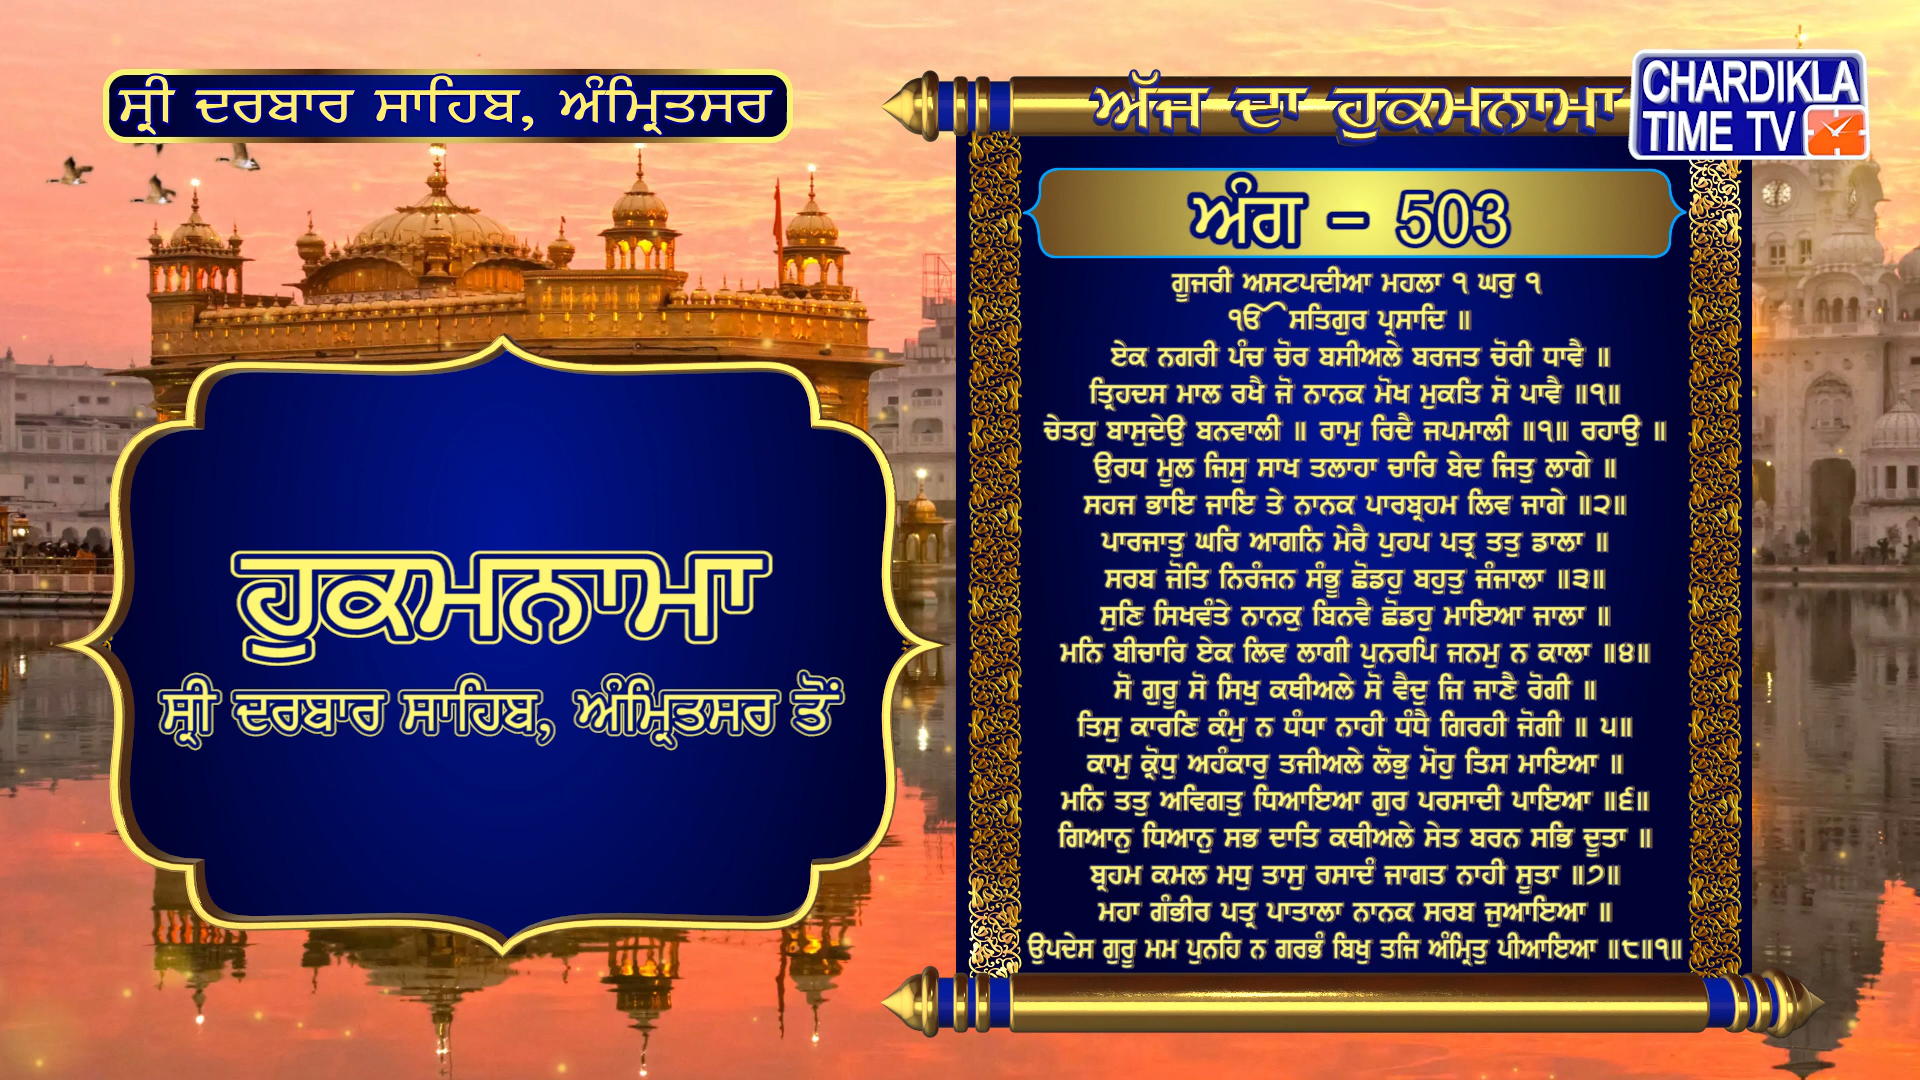 ਸ੍ਰੀ ਦਰਬਾਰ ਸਾਹਿਬ, ਅੰਮ੍ਰਿਤਸਰ
ਹੁਕਮਨਾਮਾ
ਸ੍ਰੀ ਦਰਬਾਰ ਸਾਹਿਬ, ਅੰਮ੍ਰਿਤਸਰ ਤੋਂ
ਅੱਜ ਦਾ ਹੁਕਮਨਾਮਾ
CHARDIKLA
TIME TV
ਅੰਗ - 503
ਗੂਜਰੀ ਅਸਟਪਦੀਆ ਮਹਲਾ ੧ ਘਰੁ ੧
ੴ ਸਤਿਗੁਰ ਪ੍ਰਸਾਦਿ ॥
ਏਕ ਨਗਰੀ ਪੰਚ ਚੋਰ ਬਸੀਅਲੇ ਬਰਜਤ ਚੋਰੀ ਧਾਵੈ ॥
ਤ੍ਰਿਹਦਸ ਮਾਲ ਰਖੈ ਜੋ ਨਾਨਕ ਮੋਖ ਮੁਕਤਿ ਸੋ ਪਾਵੈ ॥੧॥
ਚੇਤਹੁ ਬਾਸੁਦੇਉ ਬਨਵਾਲੀ ॥ ਰਾਮੁ ਰਿਦੈ ਜਪਮਾਲੀ ॥੧॥ ਰਹਾਉ ॥
ਉਰਧ ਮੂਲ ਜਿਸੁ ਸਾਖ ਤਲਾਹਾ ਚਾਰਿ ਬੇਦ ਜਿਤੁ ਲਾਗੇ ॥
ਸਹਜ ਭਾਇ ਜਾਇ ਤੇ ਨਾਨਕ ਪਾਰਬ੍ਰਹਮ ਲਿਵ ਜਾਗੇ ॥੨॥
ਪਾਰਜਾਤੁ ਘਰਿ ਆਗਨਿ ਮੇਰੈ ਪੁਹਪ ਪਤ੍ਰ ਤਤੁ ਡਾਲਾ ॥
ਸਰਬ ਜੋਤਿ ਨਿਰੰਜਨ ਸੰਭੂ ਛੋਡਹੁ ਬਹੁਤੁ ਜੰਜਾਲਾ ॥੩॥
ਸੁਣਿ ਸਿਖਵੰਤੇ ਨਾਨਕੁ ਬਿਨਵੈ ਛੋਡਹੁ ਮਾਇਆ ਜਾਲਾ ॥
ਮਨਿ ਬੀਚਾਰਿ ਏਕ ਲਿਵ ਲਾਗੀ ਪੁਨਰਪਿ ਜਨਮੁ ਨ ਕਾਲਾ ॥੪॥
ਸੋ ਗੁਰੂ ਸੋ ਸਿਖੁ ਕਥੀਅਲੇ ਸੋ ਵੈਦੁ ਜਿ ਜਾਣੈ ਰੋਗੀ ॥
ਤਿਸੁ ਕਾਰਣਿ ਕੰਮੁ ਨ ਧੰਧਾ ਨਾਹੀ ਧੰਧੈ ਗਿਰਹੀ ਜੋਗੀ ॥ ੫॥
ਕਾਮੁ ਕ੍ਰੋਧੁ ਅਹੰਕਾਰੁ ਤਜੀਅਲੇ ਲੋਭੁ ਮੋਹੁ ਤਿਸ ਮਾਇਆ ॥
ਮਨਿ ਤਤੁ ਅਵਿਗਤੁ ਧਿਆਇਆ ਗੁਰ ਪਰਸਾਦੀ ਪਾਇਆ ॥੬॥
ਗਿਆਨੁ ਧਿਆਨੁ ਸਭ ਦਾਤਿ ਕਥੀਅਲੇ ਸੇਤ ਬਰਨ ਸਭਿ ਦੂਤਾ ॥
ਬ੍ਰਹਮ ਕਮਲ ਮਧੁ ਤਾਸੁ ਰਸਾਦੰ ਜਾਗਤ ਨਾਹੀ ਸੂਤਾ ॥੭॥
ਮਹਾ ਗੰਭੀਰ ਪਤ੍ਰ ਪਾਤਾਲਾ ਨਾਨਕ ਸਰਬ ਜੁਆਇਆ ॥
ਉਪਦੇਸ ਗੁਰੂ ਮਮ ਪੁਨਹਿ ਨ ਗਰਭੰ ਬਿਖੁ ਤਜਿ ਅੰਮ੍ਰਿਤੁ ਪੀਆਇਆ ॥੮॥੧॥